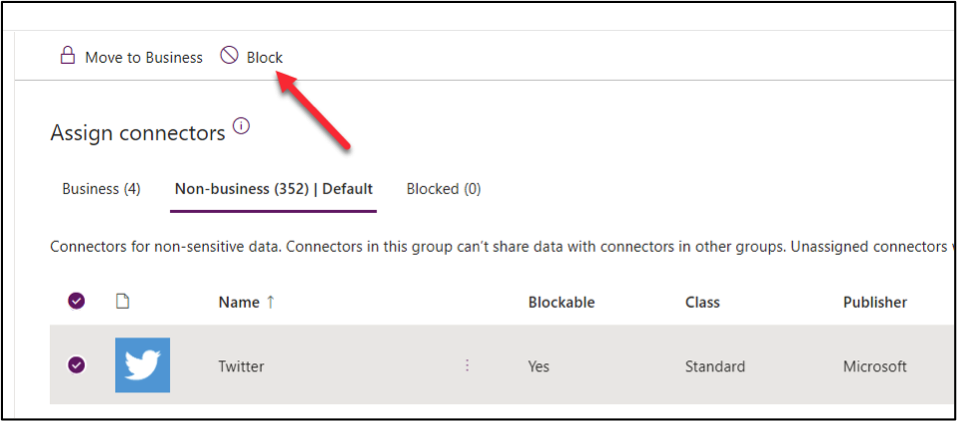 Move to Business Block
Assign connectors
Business (4) Non-business (352) | Default Blocked (0)
Connectors for non-sensitive data. Connectors in this group can't share data with connectors in other groups. Unassigned connectors
Name ↑ Blockable Class Publisher
Twitter Yes Standard Microsoft